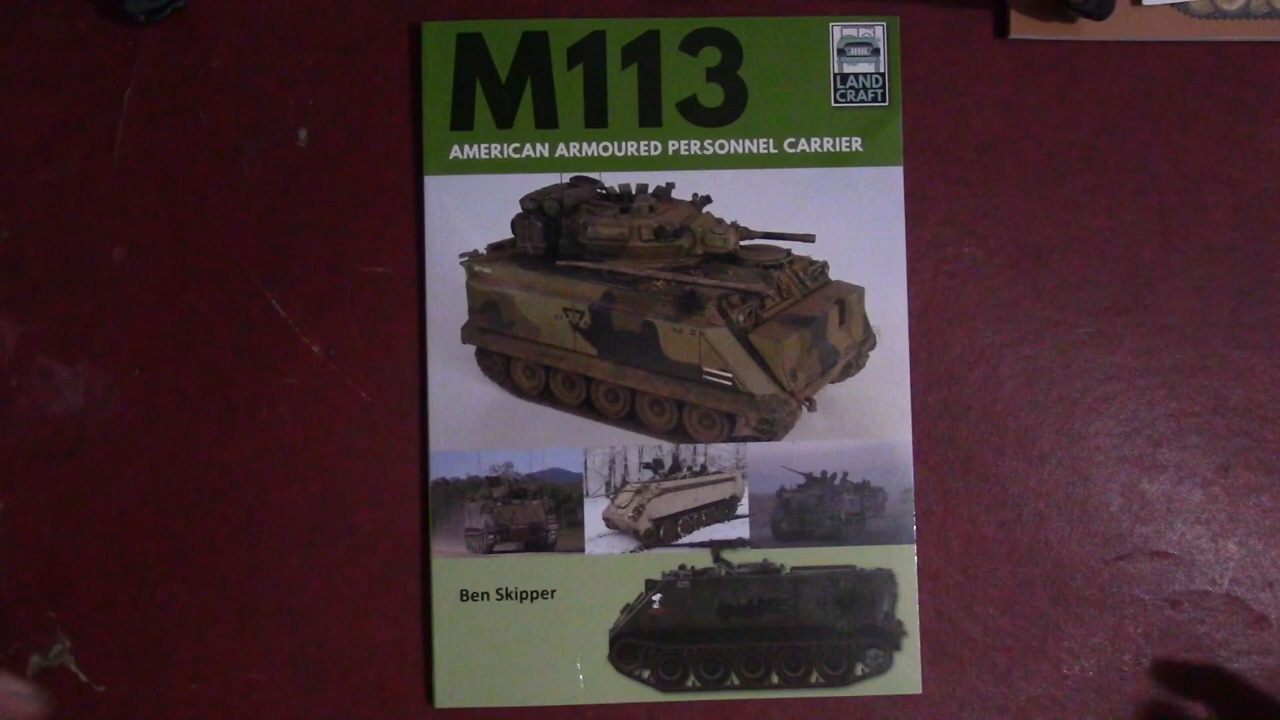 M113
LAND
CRAFT
AMERICAN ARMOURED PERSONNEL CARRIER
Ben Skipper